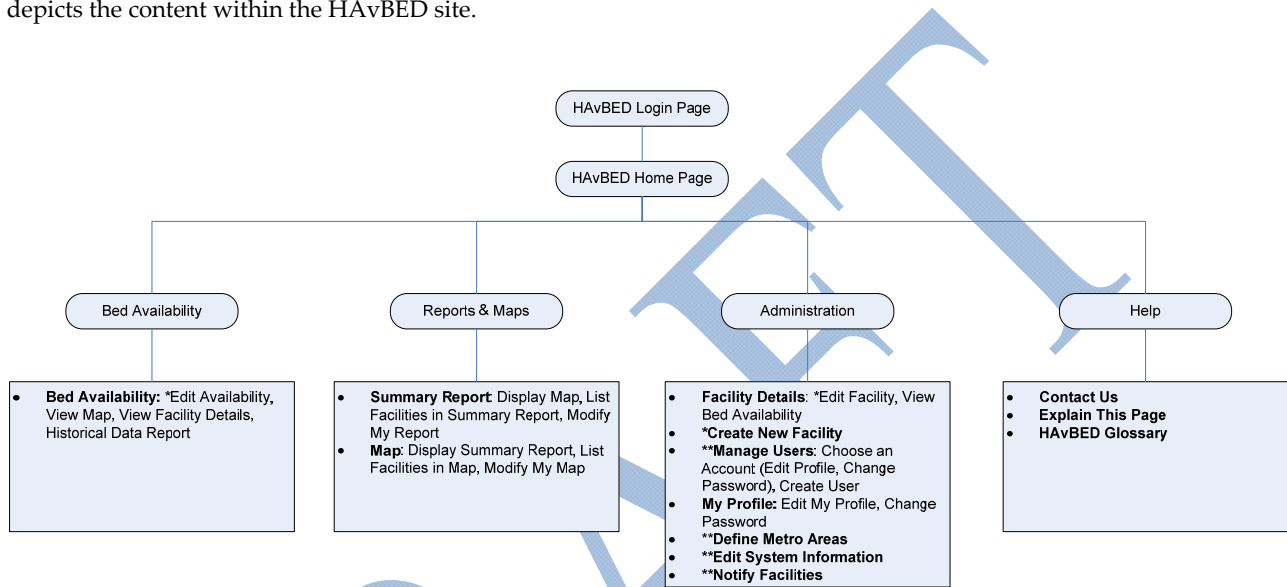 depicts the content within the HAvBED site.
HAvBED Login Page
HAvBED Home Page
Bed Availability
Reports & Maps
Administration
Help
• Bed Availability: *Edit Availability,
View Map, View Facility Details,
Historical Data Report
• Summary Report: Display Map, List
Facilities in Summary Report, Modify
My Report
• Map: Display Summary Report, List
Facilities in Map, Modify My Map
• Facility Details: *Edit Facility, View
Bed Availability
• *Create New Facility
• **Manage Users: Choose an
Account (Edit Profile, Change
Password), Create User
• My Profile: Edit My Profile, Change
Password
• **Define Metro Areas
• **Edit System Information
• **Notify Facilities
• Contact Us
• Explain This Page
• HAvBED Glossary